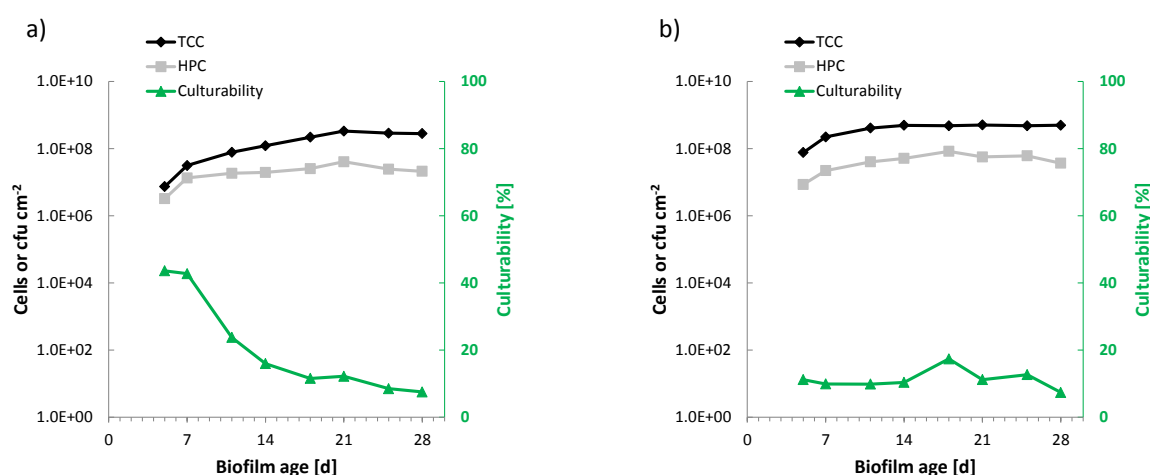 a)
TCC
HPC
Culturability
1.0E+10
1.0E+08
1.0E+06
1.0E+04
1.0E+02
1.0E+00
100
80
60
40
20
0
0 7 14 21 28
Cells or cfu cm-2
Culturability [%]
Biofilm age [d]
b)
TCC
HPC
Culturability
1.0E+10
1.0E+08
1.0E+06
1.0E+04
1.0E+02
1.0E+00
100
80
60
40
20
0
0 7 14 21 28
Cells or cfu cm-2
Culturability [%]
Biofilm age [d]